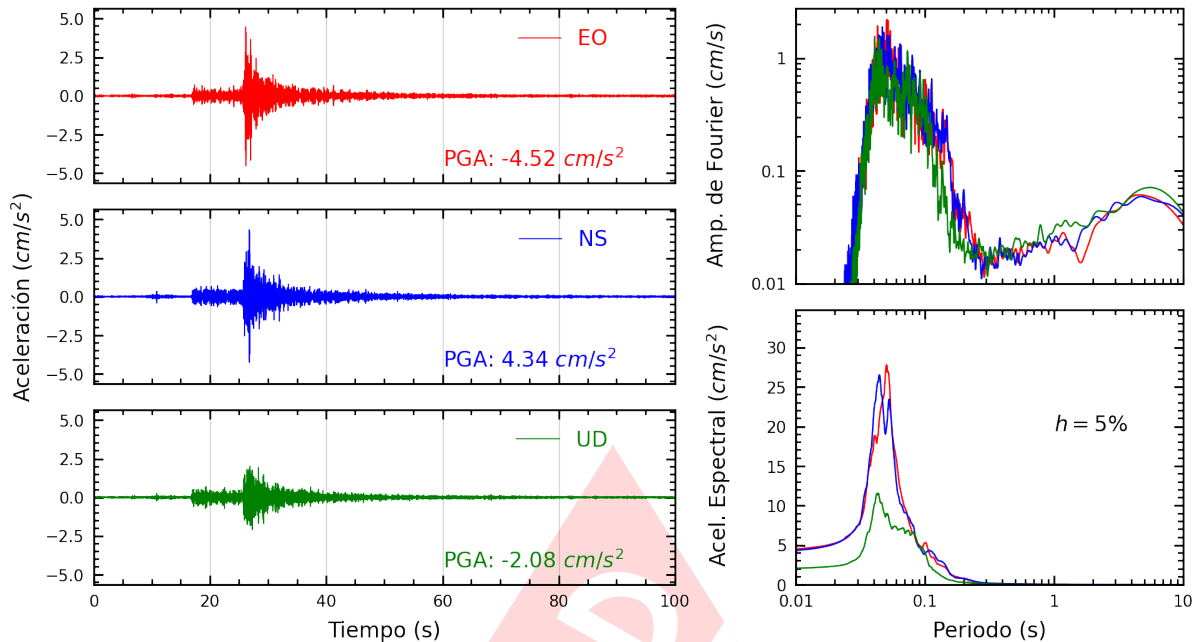 Aceleración (cm/s²)
5.0
2.5
0.0
−2.5
−5.0
EO
PGA: -4.52 cm/s²
5.0
2.5
0.0
−2.5
−5.0
NS
PGA: 4.34 cm/s²
5.0
2.5
0.0
−2.5
−5.0
UD
PGA: -2.08 cm/s²
0 20 40 60 80 100
Tiempo (s)
Amp. de Fourier (cm/s)
1
0.1
0.01
Acel. Espectral (cm/s²)
30
25
20
15
10
5
0
h = 5%
0.01 0.1 1 10
Periodo (s)